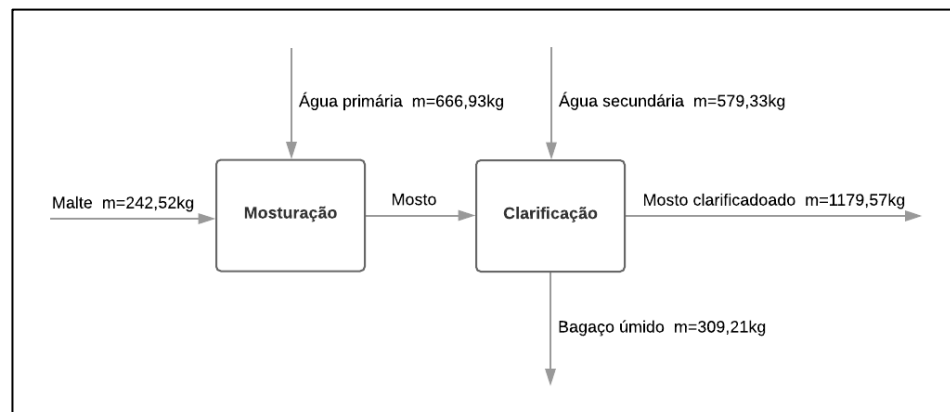 Água primária m=666,93kg
Água secundária m=579,33kg
Malte m=242,52kg
Mosturação
Mosto
Clarificação
Mosto clarificadoado m=1179,57kg
Bagaço úmido m=309,21kg